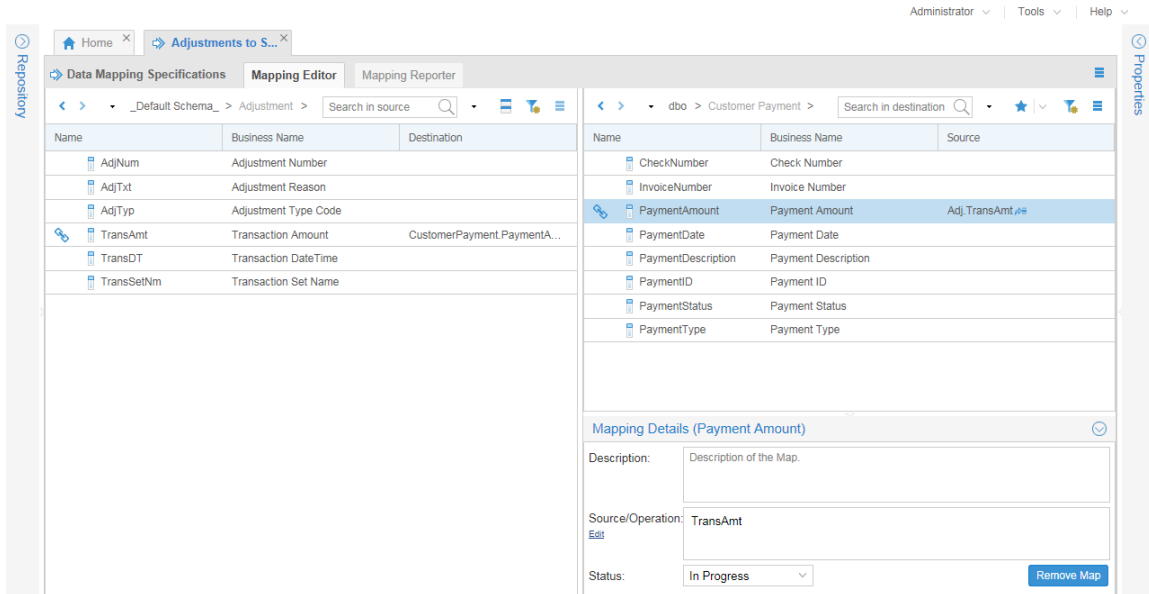 Administrator Tools Help
Home Adjustments to S...
Repository
Properties
Data Mapping Specifications Mapping Editor Mapping Reporter
_Default Schema_ > Adjustment > Search in source
Name Business Name Destination
AdjNum Adjustment Number
AdjTxt Adjustment Reason
AdjTyp Adjustment Type Code
TransAmt Transaction Amount CustomerPayment.PaymentA...
TransDT Transaction DateTime
TransSetNm Transaction Set Name
dbo > Customer Payment > Search in destination
Name Business Name Source
CheckNumber Check Number
InvoiceNumber Invoice Number
PaymentAmount Payment Amount Adj.TransAmt
PaymentDate Payment Date
PaymentDescription Payment Description
PaymentID Payment ID
PaymentStatus Payment Status
PaymentType Payment Type
Mapping Details (Payment Amount)
Description: Description of the Map.
Source/Operation: TransAmt
Edit
Status: In Progress Remove Map